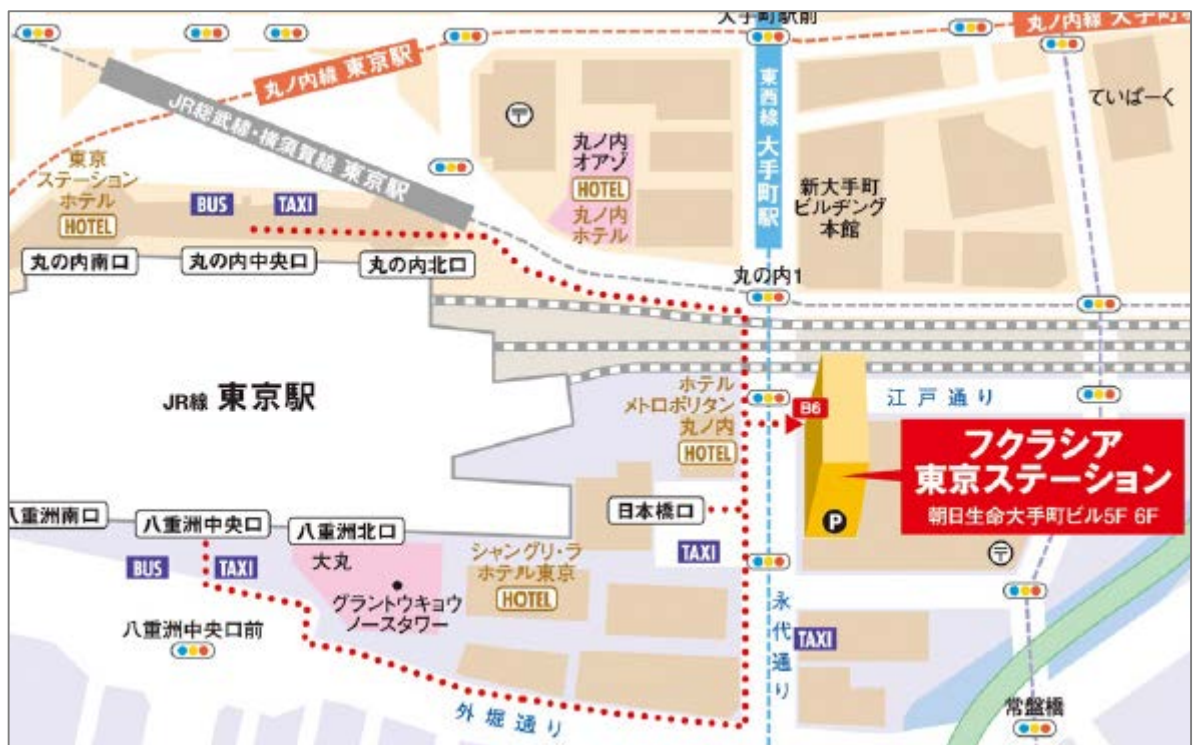 大手町駅前
丸ノ内線 大手町
丸ノ内線 東京駅
JR総武線・横須賀線 東京駅
東西線 大手町駅
ていぱーく
〒
丸ノ内
オアゾ
HOTEL
丸ノ内
ホテル
新大手町
ビルヂング
本館
東京
ステーション
ホテル
HOTEL
BUS
TAXI
丸の内南口
丸の内中央口
丸の内北口
丸の内1
JR線 東京駅
ホテル
メトロポリタン
丸ノ内
HOTEL
B6
江戸通り
フクラシア
東京ステーション
朝日生命大手町ビル5F 6F
P
〒
日本橋口
TAXI
八重洲南口
八重洲中央口
八重洲北口
BUS
TAXI
大丸
グラントウキョウ
ノースタワー
シャングリ・ラ
ホテル東京
HOTEL
八重洲中央口前
永代通り
TAXI
外堀通り
常盤橋